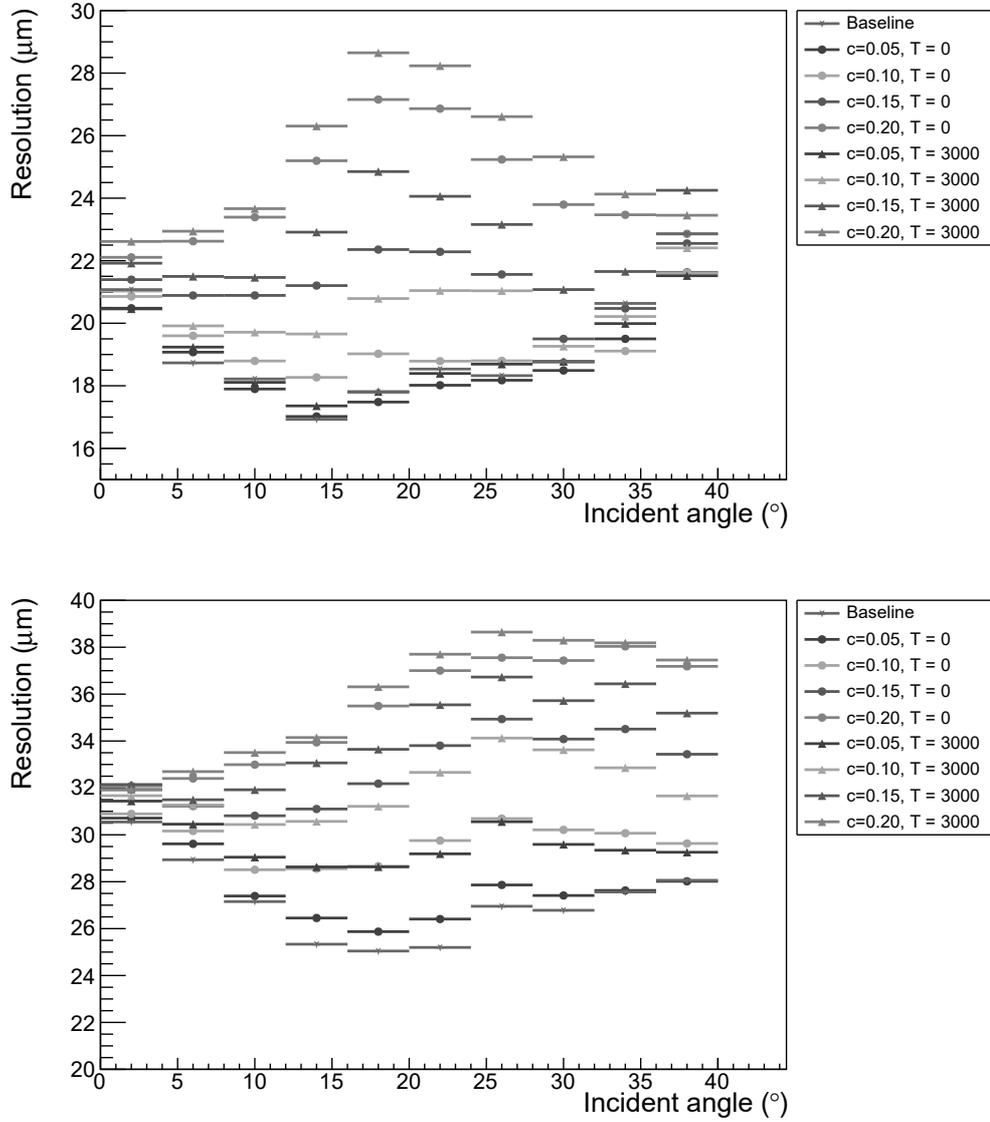 Resolution (μm)
30
28
26
24
22
20
18
16
0 5 10 15 20 25 30 35 40
Incident angle (°)
Baseline
c=0.05, T = 0
c=0.10, T = 0
c=0.15, T = 0
c=0.20, T = 0
c=0.05, T = 3000
c=0.10, T = 3000
c=0.15, T = 3000
c=0.20, T = 3000
Resolution (μm)
40
38
36
34
32
30
28
26
24
22
20
0 5 10 15 20 25 30 35 40
Incident angle (°)
Baseline
c=0.05, T = 0
c=0.10, T = 0
c=0.15, T = 0
c=0.20, T = 0
c=0.05, T = 3000
c=0.10, T = 3000
c=0.15, T = 3000
c=0.20, T = 3000